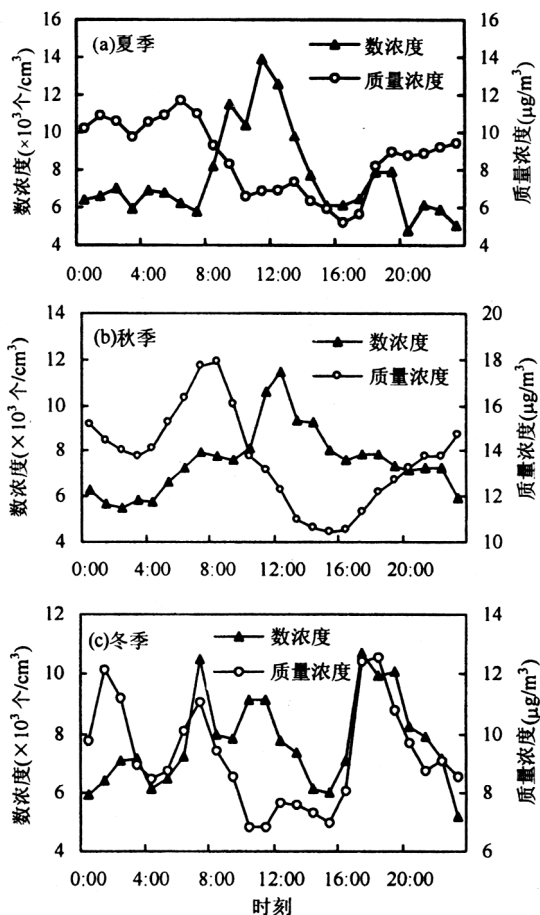 (a)夏季
数浓度
质量浓度
数浓度(×10³个/cm³)
质量浓度(μg/m³)
16 14 12 10 8 6 4
16 14 12 10 8 6 4
0:00 4:00 8:00 12:00 16:00 20:00
(b)秋季
数浓度
质量浓度
数浓度(×10³个/cm³)
质量浓度(μg/m³)
14 12 10 8 6 4
20 18 16 14 12 10
0:00 4:00 8:00 12:00 16:00 20:00
(c)冬季
数浓度
质量浓度
数浓度(×10³个/cm³)
质量浓度(μg/m³)
12 10 8 6 4
14 12 10 8 6
0:00 4:00 8:00 12:00 16:00 20:00
时刻